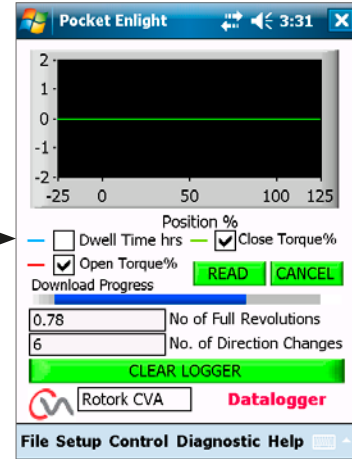 Pocket Enlight 3:31
2
1
0
-1
-2
-25 0 50 100 125
Position %
Dwell Time hrs Close Torque%
Open Torque% READ CANCEL
Download Progress
0.78 No of Full Revolutions
6 No. of Direction Changes
CLEAR LOGGER
Rotork CVA Datalogger
File Setup Control Diagnostic Help